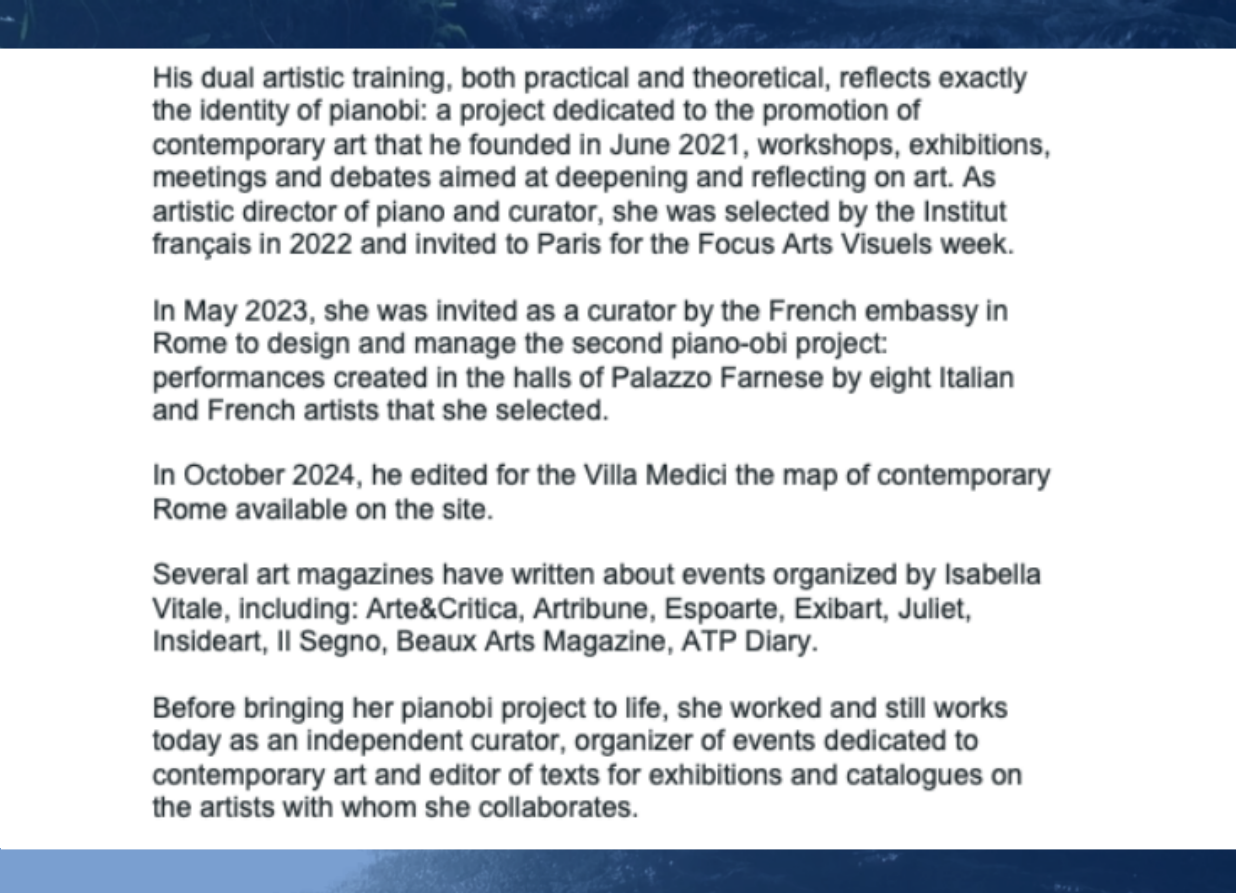 His dual artistic training, both practical and theoretical, reflects exactly
the identity of pianobi: a project dedicated to the promotion of
contemporary art that he founded in June 2021, workshops, exhibitions,
meetings and debates aimed at deepening and reflecting on art. As
artistic director of piano and curator, she was selected by the Institut
français in 2022 and invited to Paris for the Focus Arts Visuels week.
In May 2023, she was invited as a curator by the French embassy in
Rome to design and manage the second piano-obi project:
performances created in the halls of Palazzo Farnese by eight Italian
and French artists that she selected.
In October 2024, he edited for the Villa Medici the map of contemporary
Rome available on the site.
Several art magazines have written about events organized by Isabella
Vitale, including: Arte&Critica, Artribune, Espoarte, Exibart, Juliet,
Insideart, Il Segno, Beaux Arts Magazine, ATP Diary.
Before bringing her pianobi project to life, she worked and still works
today as an independent curator, organizer of events dedicated to
contemporary art and editor of texts for exhibitions and catalogues on
the artists with whom she collaborates.